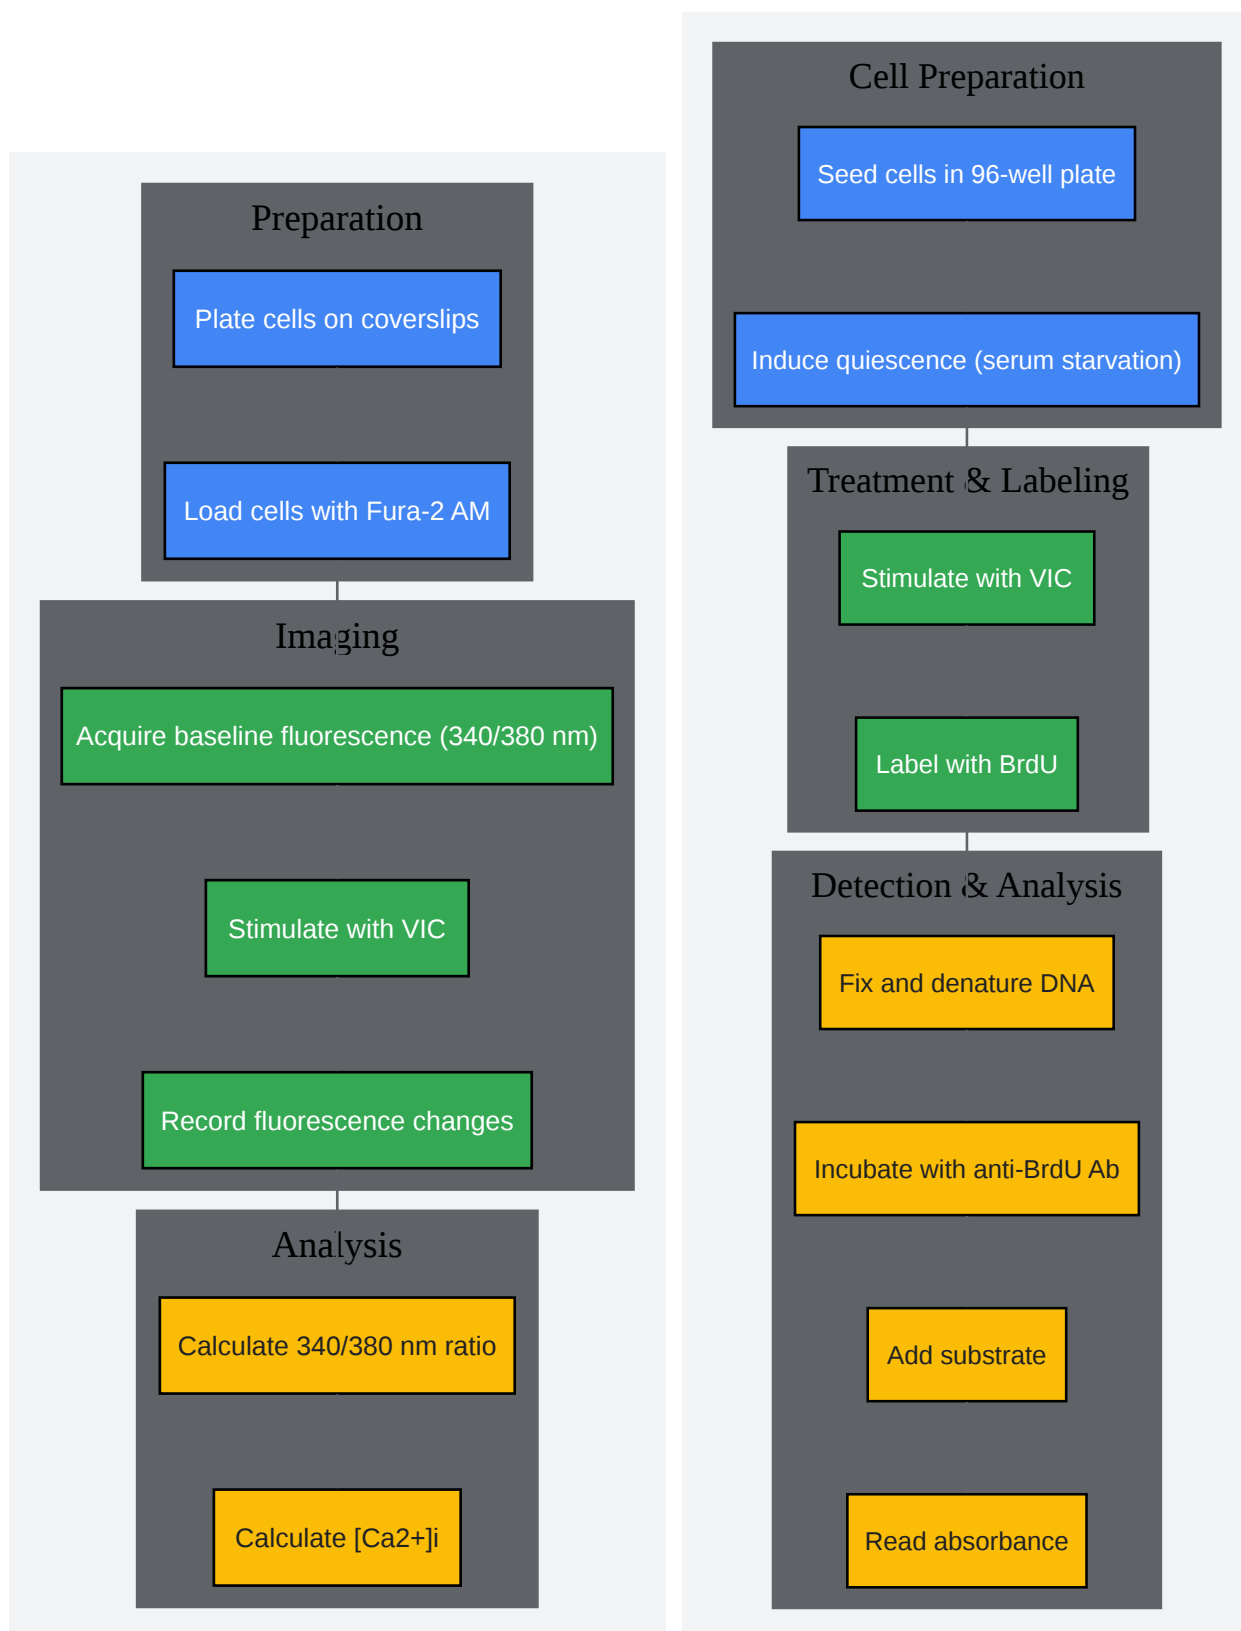 Preparation
Plate cells on coverslips
Load cells with Fura-2 AM
Imaging
Acquire baseline fluorescence (340/380 nm)
Stimulate with VIC
Record fluorescence changes
Analysis
Calculate 340/380 nm ratio
Calculate [Ca2+]i
Cell Preparation
Seed cells in 96-well plate
Induce quiescence (serum starvation)
Treatment & Labeling
Stimulate with VIC
Label with BrdU
Detection & Analysis
Fix and denature DNA
Incubate with anti-BrdU Ab
Add substrate
Read absorbance